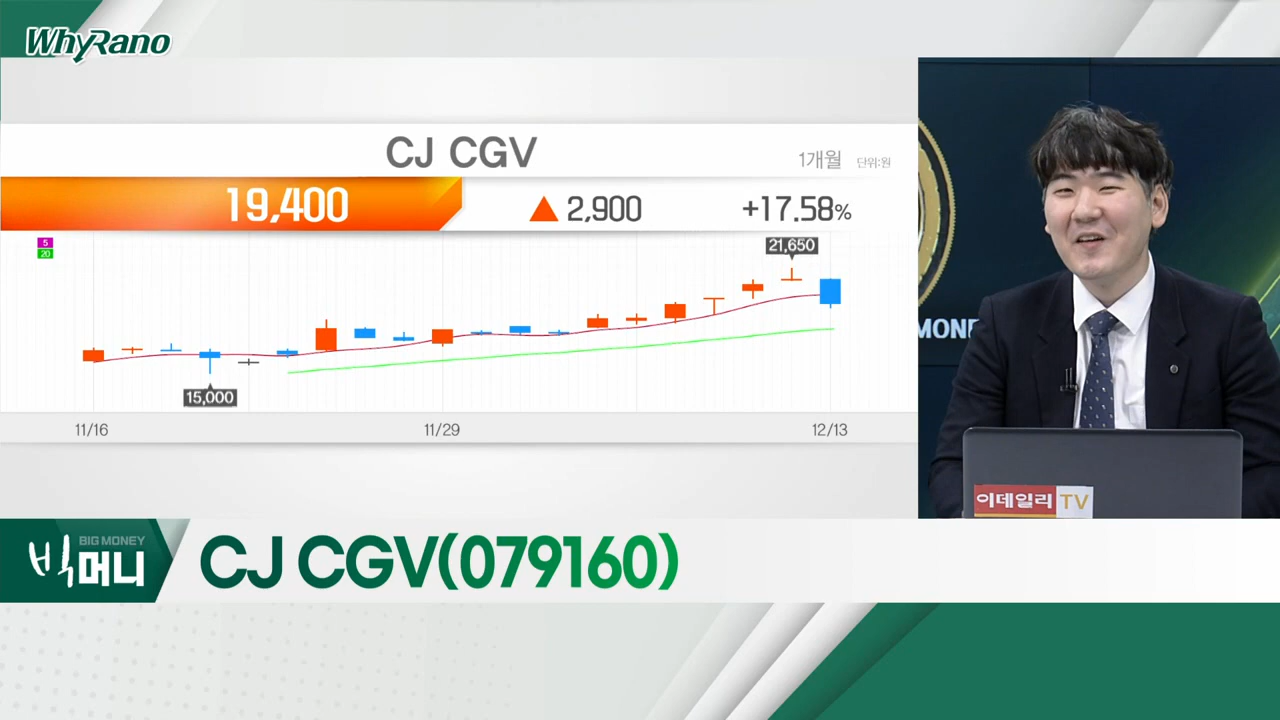 WhyRano
CJ CGV
1개월 단위:원
19,400
▲ 2,900
+17.58%
5
20
21,650
15,000
11/16
11/29
12/13
MONE
이데일리 TV
BIG MONEY
빅머니
CJ CGV(079160)